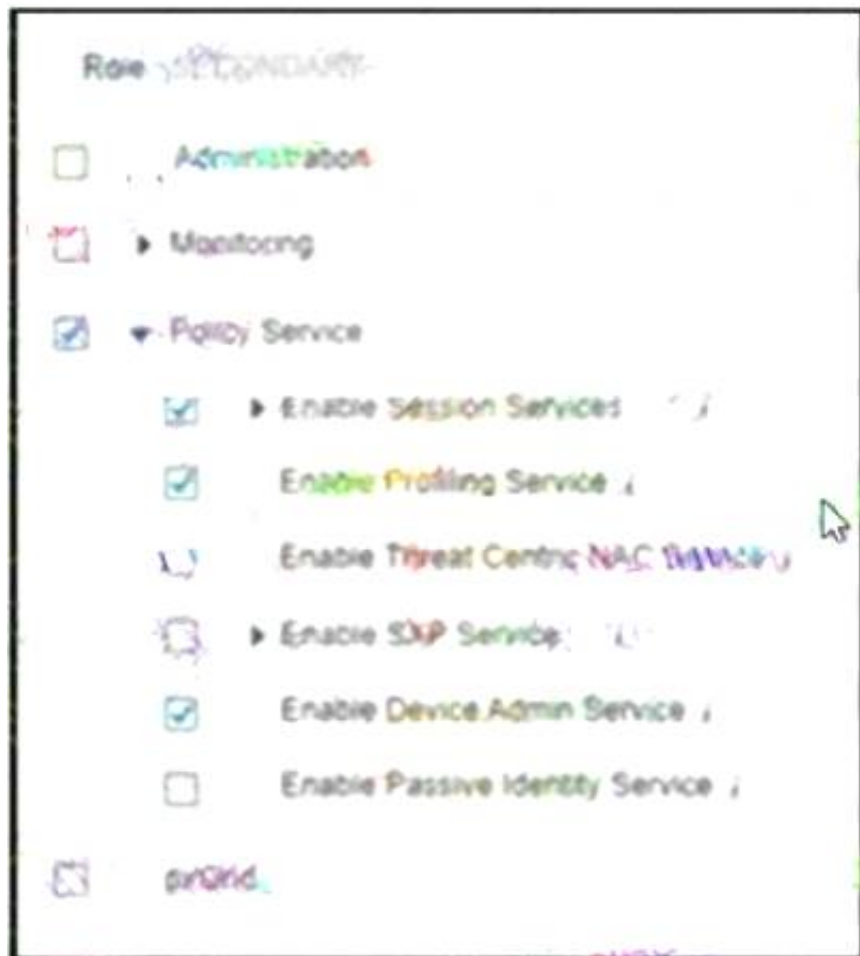 Role SECONDARY
Administration
Monitoring
Policy Service
Enable Session Services
Enable Profiling Service
Enable Threat Centric NAC Service
Enable SXP Service
Enable Device Admin Service
Enable Passive Identity Service
pxGrid